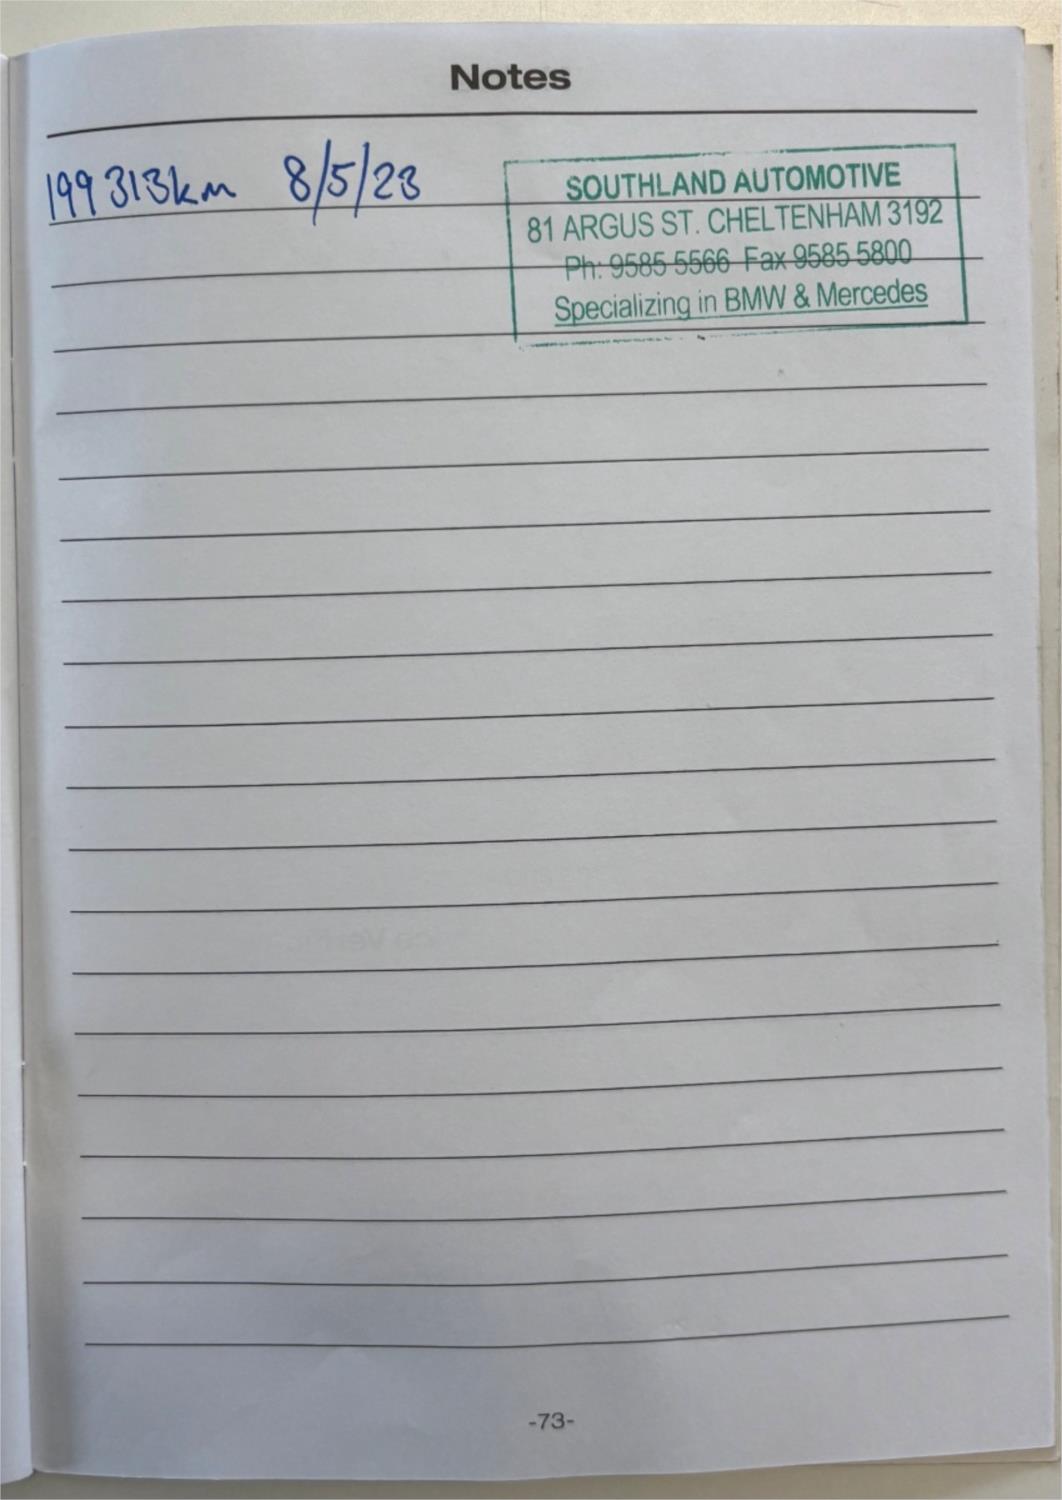 Notes
199313km 8/5/23
SOUTHLAND AUTOMOTIVE
81 ARGUS ST. CHELTENHAM 3192
Ph: 9585 5566 Fax 9585 5800
Specializing in BMW & Mercedes
-73-